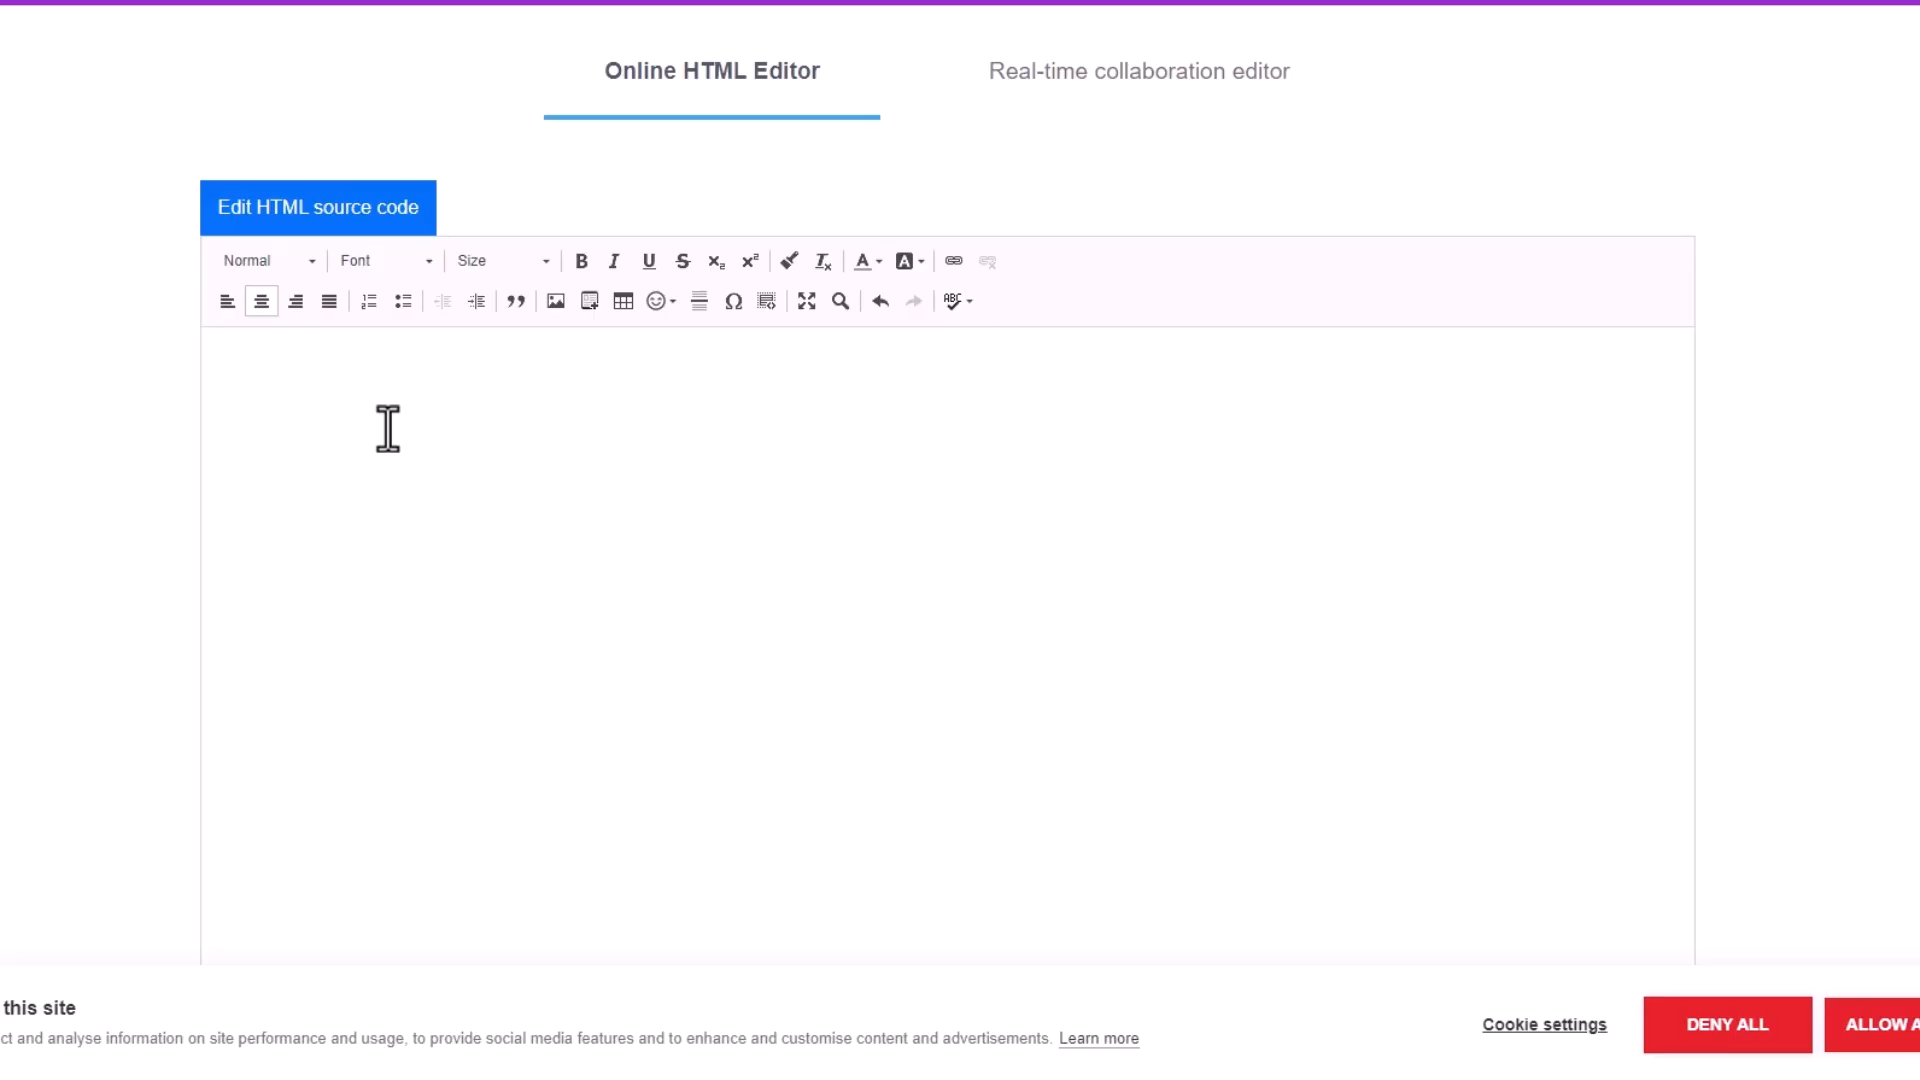 Online HTML Editor
Real-time collaboration editor
Edit HTML source code
Normal Font Size
this site
ct and analyse information on site performance and usage, to provide social media features and to enhance and customise content and advertisements. Learn more
Cookie settings
DENY ALL
ALLOW A